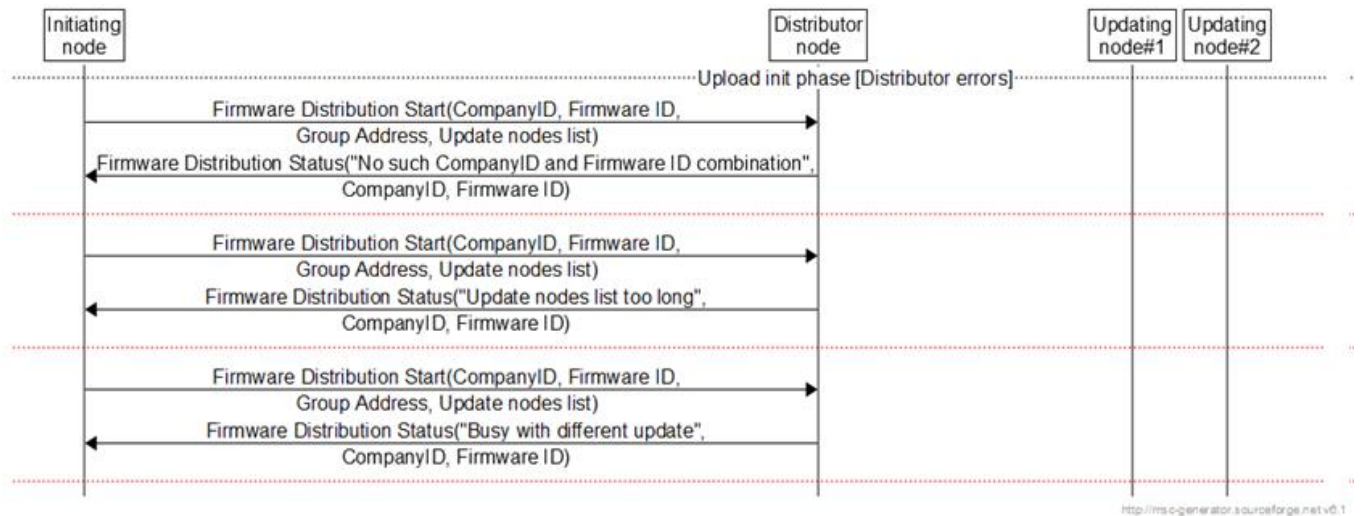 Initiating
node
Distributor
node
Updating
node#1
Updating
node#2
Upload init phase [Distributor errors]
Firmware Distribution Start(CompanyID, Firmware ID,
Group Address, Update nodes list)
Firmware Distribution Status("No such CompanyID and Firmware ID combination",
CompanyID, Firmware ID)
Firmware Distribution Start(CompanyID, Firmware ID,
Group Address, Update nodes list)
Firmware Distribution Status("Update nodes list too long",
CompanyID, Firmware ID)
Firmware Distribution Start(CompanyID, Firmware ID,
Group Address, Update nodes list)
Firmware Distribution Status("Busy with different update",
CompanyID, Firmware ID)
http://msc-generator.sourceforge.net v6.1